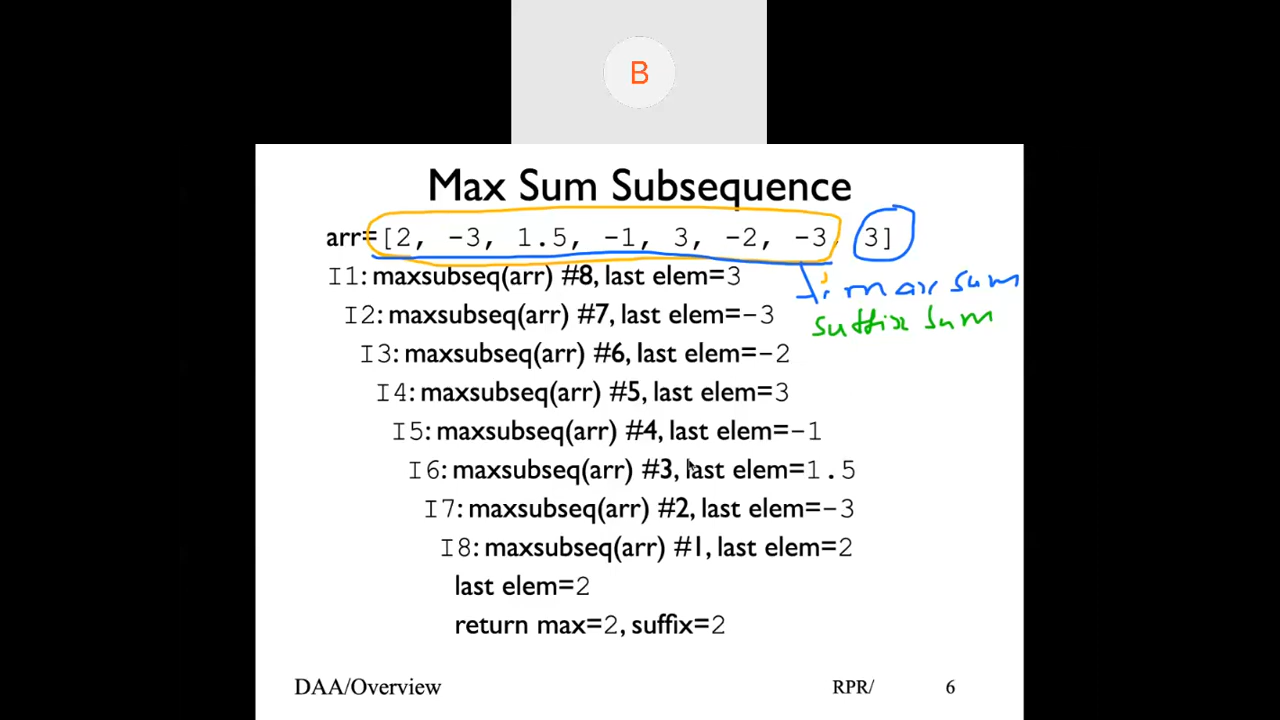 B
Max Sum Subsequence
arr=[2, -3, 1.5, -1, 3, -2, -3, 3]
I1: maxsubseq(arr) #8, last elem=3
max sum
I2: maxsubseq(arr) #7, last elem=-3
suffix sum
I3: maxsubseq(arr) #6, last elem=-2
I4: maxsubseq(arr) #5, last elem=3
I5: maxsubseq(arr) #4, last elem=-1
I6: maxsubseq(arr) #3, last elem=1.5
I7: maxsubseq(arr) #2, last elem=-3
I8: maxsubseq(arr) #1, last elem=2
last elem=2
return max=2, suffix=2
DAA/Overview
RPR/
6